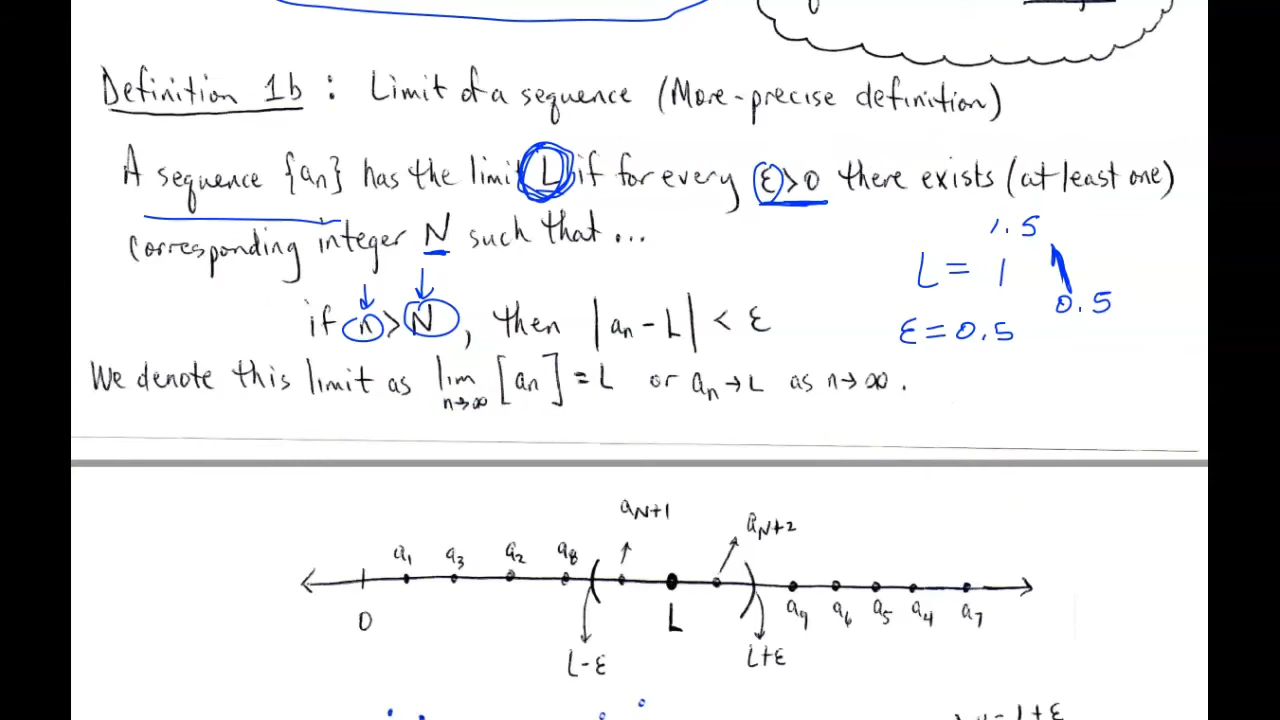 Definition 1b : Limit of a sequence (More-precise definition)
A sequence {an} has the limit L if for every ε>0 there exists (at least one)
corresponding integer N such that ...
1.5
L = 1
0.5
ε = 0.5
if n > N , then |an - L| < ε
We denote this limit as lim n→∞ [an] = L or an → L as n→∞ .
aN+1
aN+2
a1 a3 a2 a8
0 L a9 a6 a5 a4 a7
L-ε L+ε
= L+ε